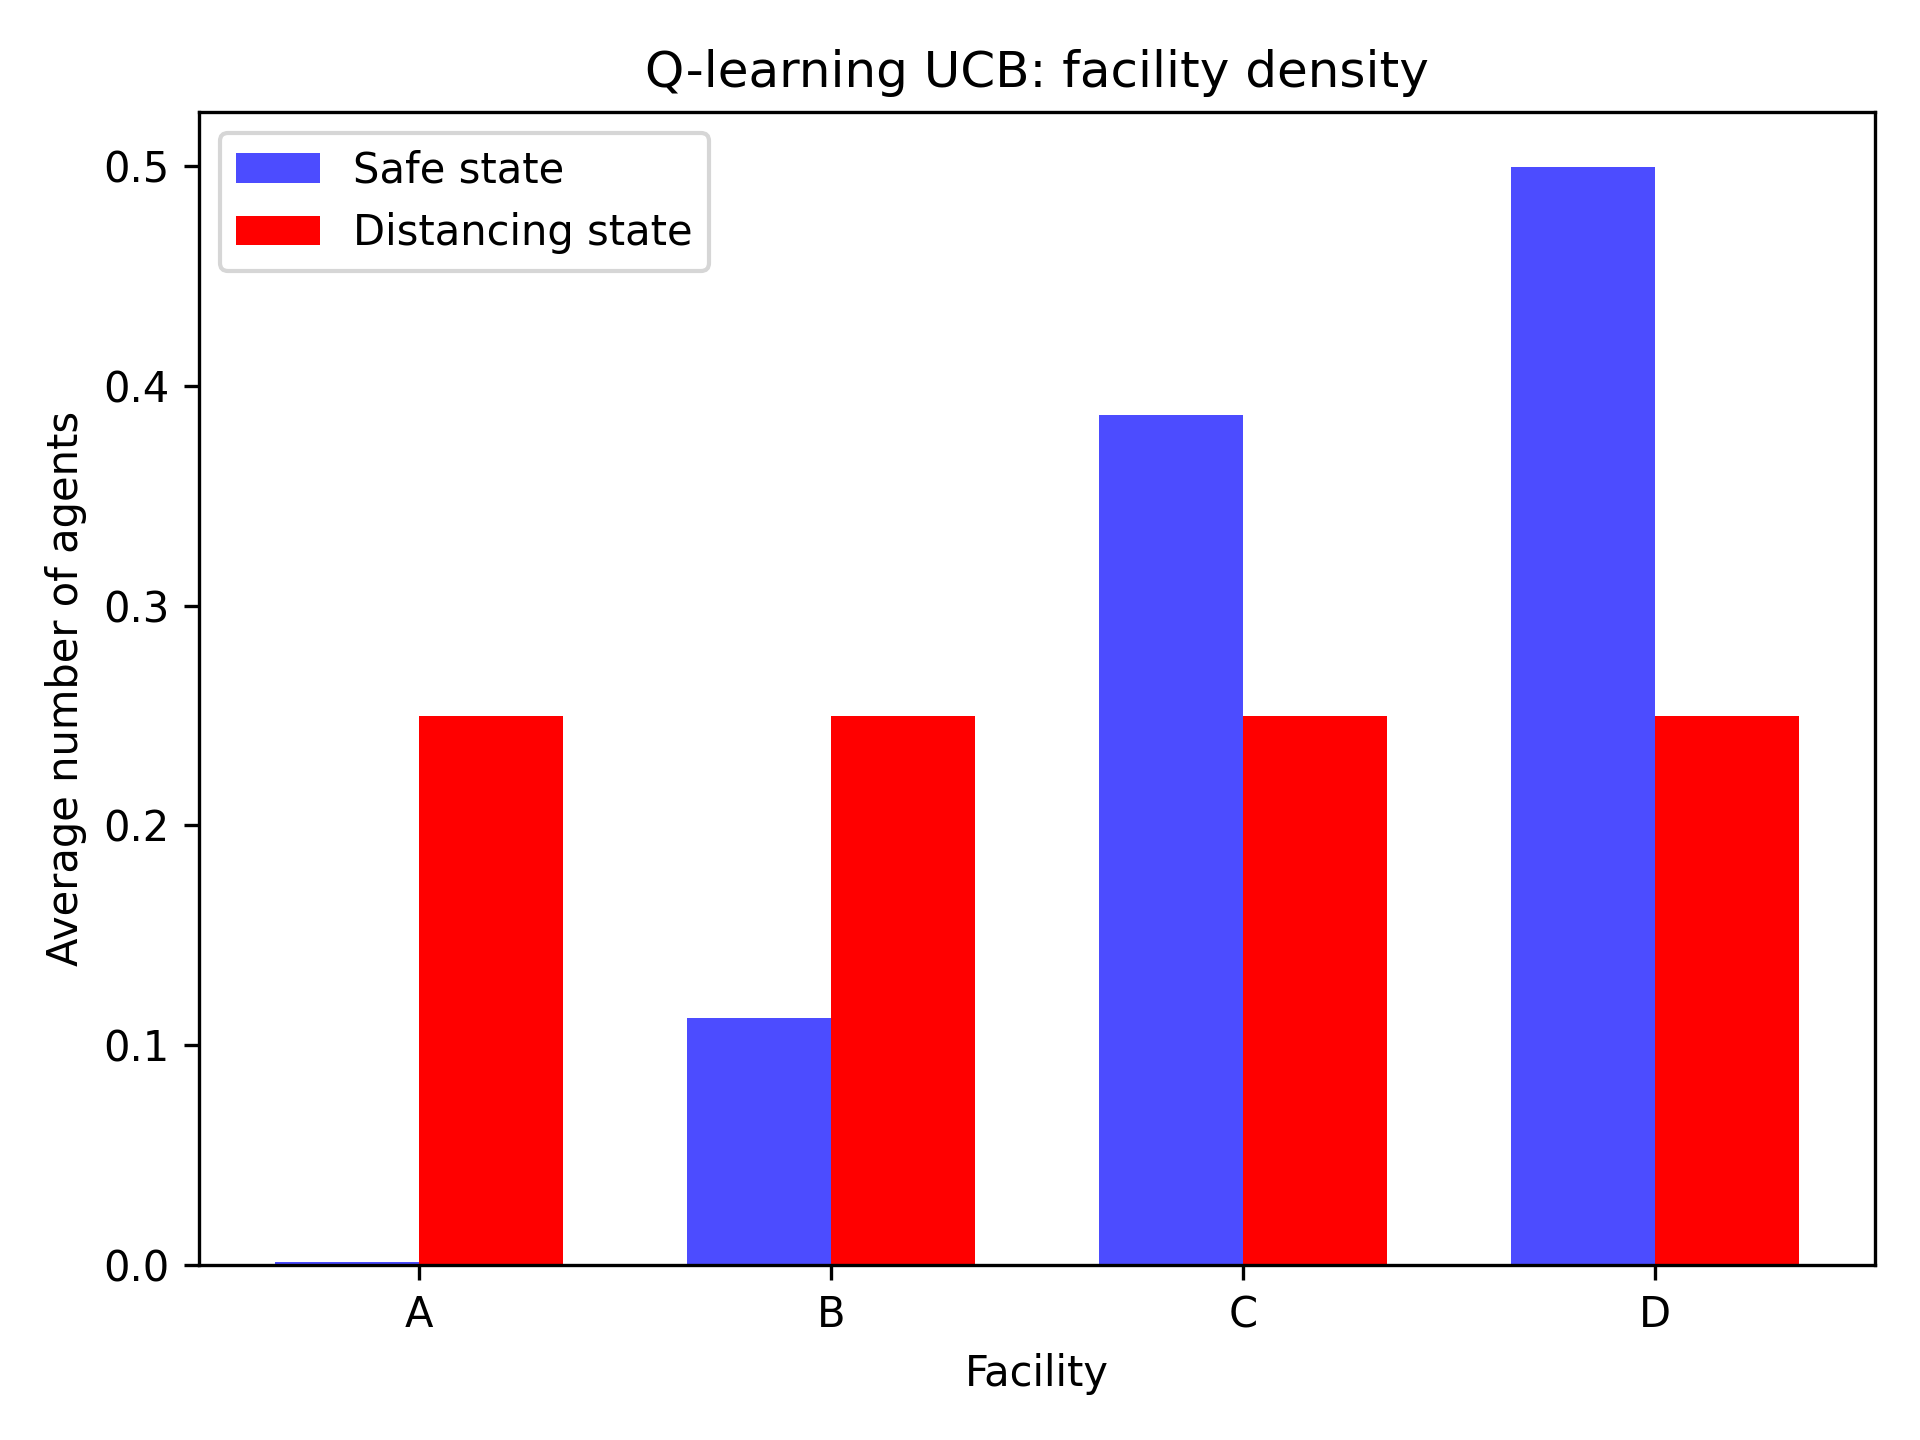 Q-learning UCB: facility density
Safe state
Distancing state
Average number of agents
0.5
0.4
0.3
0.2
0.1
0.0
A
B
C
D
Facility